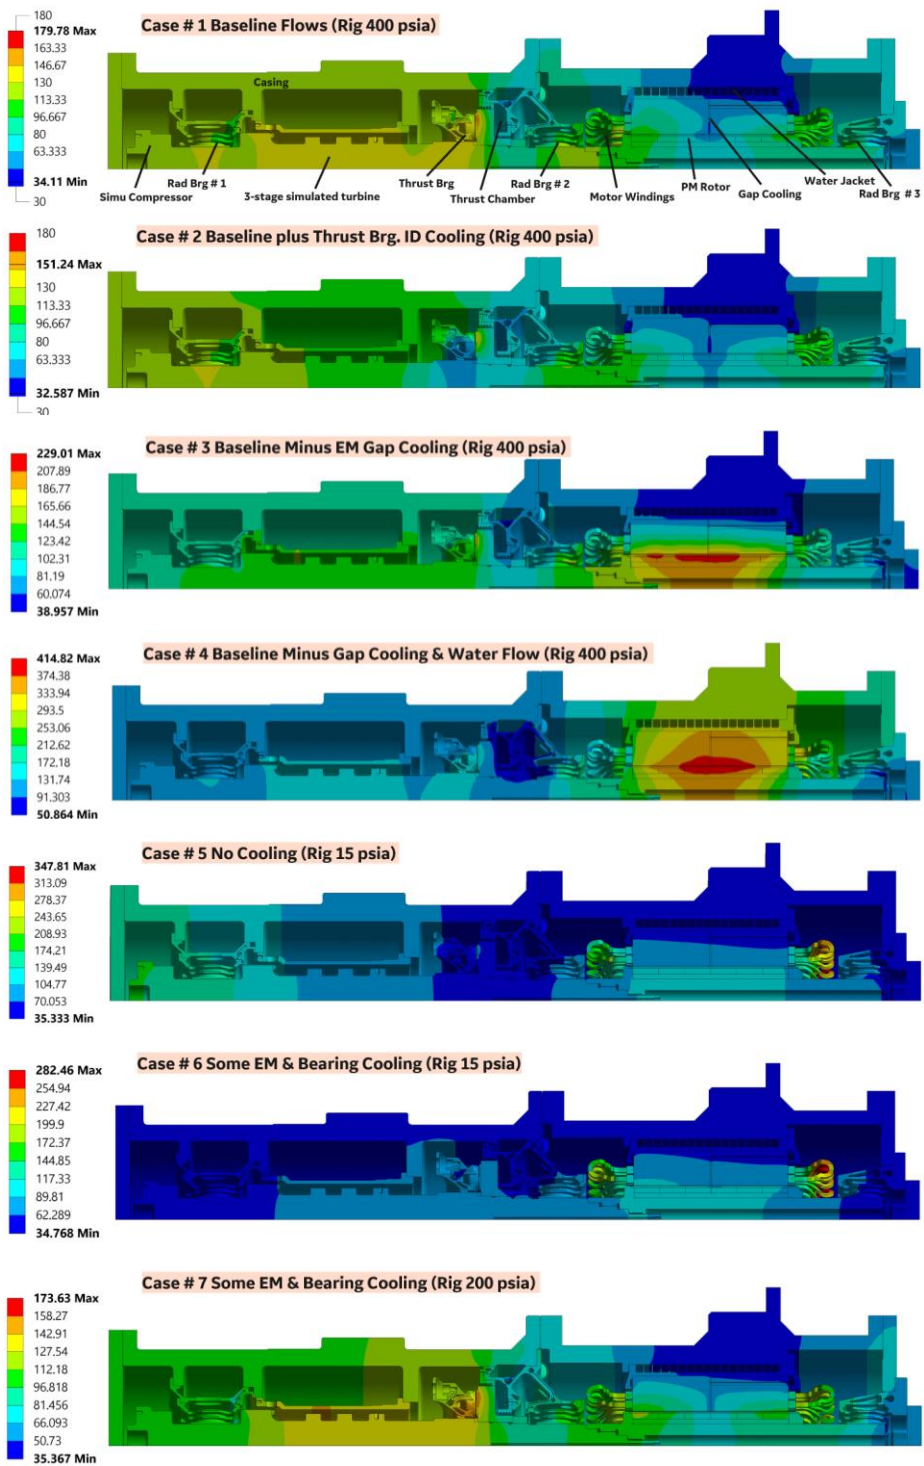 180
Case # 1 Baseline Flows (Rig 400 psia)
179.78 Max
163.33
146.67
130
113.33
96.667
80
63.333
34.11 Min
30
Casing
Simu Compressor
Rad Brg # 1
3-stage simulated turbine
Thrust Brg
Thrust Chamber
Rad Brg # 2
Motor Windings
PM Rotor
Gap Cooling
Water Jacket
Rad Brg # 3
Case # 2 Baseline plus Thrust Brg. ID Cooling (Rig 400 psia)
180
151.24 Max
130
113.33
96.667
80
63.333
32.587 Min
30
Case # 3 Baseline Minus EM Gap Cooling (Rig 400 psia)
229.01 Max
207.89
186.77
165.66
144.54
123.42
102.31
81.19
60.074
38.957 Min
Case # 4 Baseline Minus Gap Cooling & Water Flow (Rig 400 psia)
414.82 Max
374.38
333.94
293.5
253.06
212.62
172.18
131.74
91.303
50.864 Min
Case # 5 No Cooling (Rig 15 psia)
347.81 Max
313.09
278.37
243.65
208.93
174.21
139.49
104.77
70.053
35.333 Min
Case # 6 Some EM & Bearing Cooling (Rig 15 psia)
282.46 Max
254.94
227.42
199.9
172.37
144.85
117.33
89.81
62.289
34.768 Min
Case # 7 Some EM & Bearing Cooling (Rig 200 psia)
173.63 Max
158.27
142.91
127.54
112.18
96.818
81.456
66.093
50.73
35.367 Min